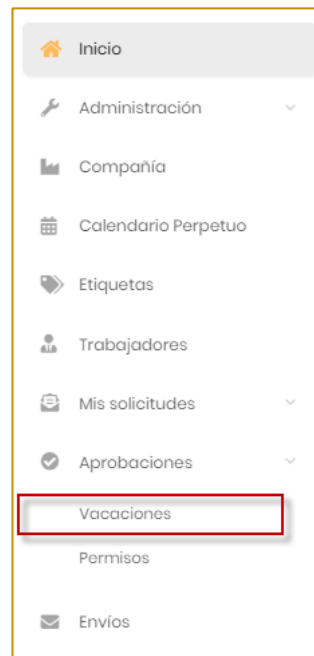 Inicio
Administración
Compañía
Calendario Perpetuo
Etiquetas
Trabajadores
Mis solicitudes
Aprobaciones
Vacaciones
Permisos
Envíos